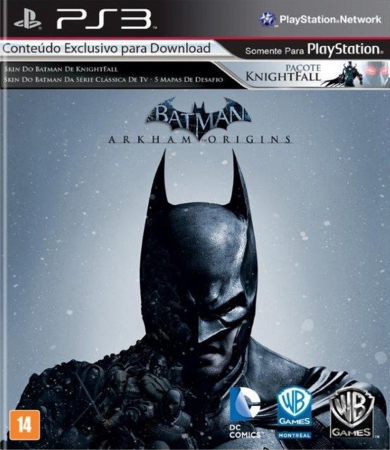 PS3
PlayStation®Network
Conteúdo Exclusivo para Download
Somente Para PlayStation®
Skin Do Batman De KnightFall
Skin Do Batman Da Série Clássica De TV - 5 Mapas De Desafio
PACOTE
KNIGHTFALL
BATMAN
ARKHAM ORIGINS
14
DC
COMICS™
WB
GAMES
MONTRÉAL
WB
GAMES